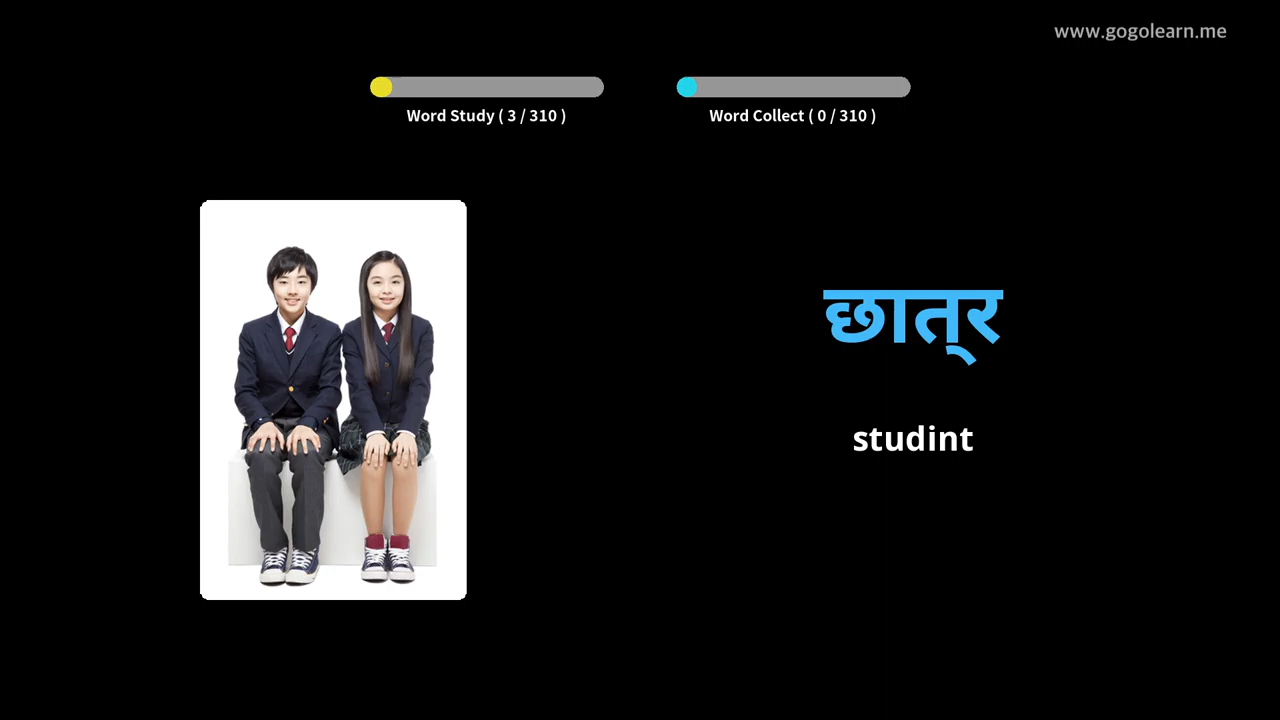 www.gogolearn.me
Word Study ( 3 / 310 )
Word Collect ( 0 / 310 )
छात्‌र
studint